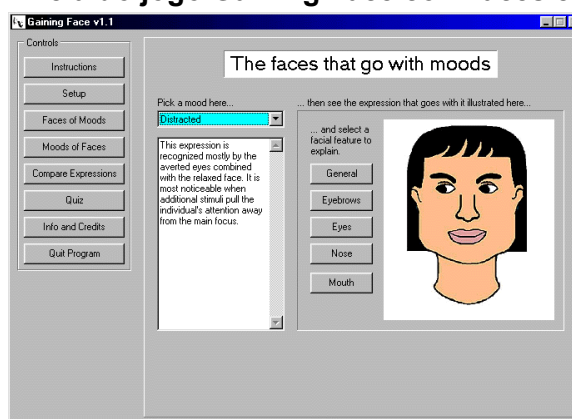 Gaining Face v1.1
Controls
Instructions
Setup
Faces of Moods
Moods of Faces
Compare Expressions
Quiz
Info and Credits
Quit Program
The faces that go with moods
Pick a mood here...
Distracted
This expression is
recognized mostly by the
averted eyes combined
with the relaxed face. It is
most noticeable when
additional stimuli pull the
individual's attention away
from the main focus.
... then see the expression that goes with it illustrated here...
... and select a
facial feature to
explain.
General
Eyebrows
Eyes
Nose
Mouth